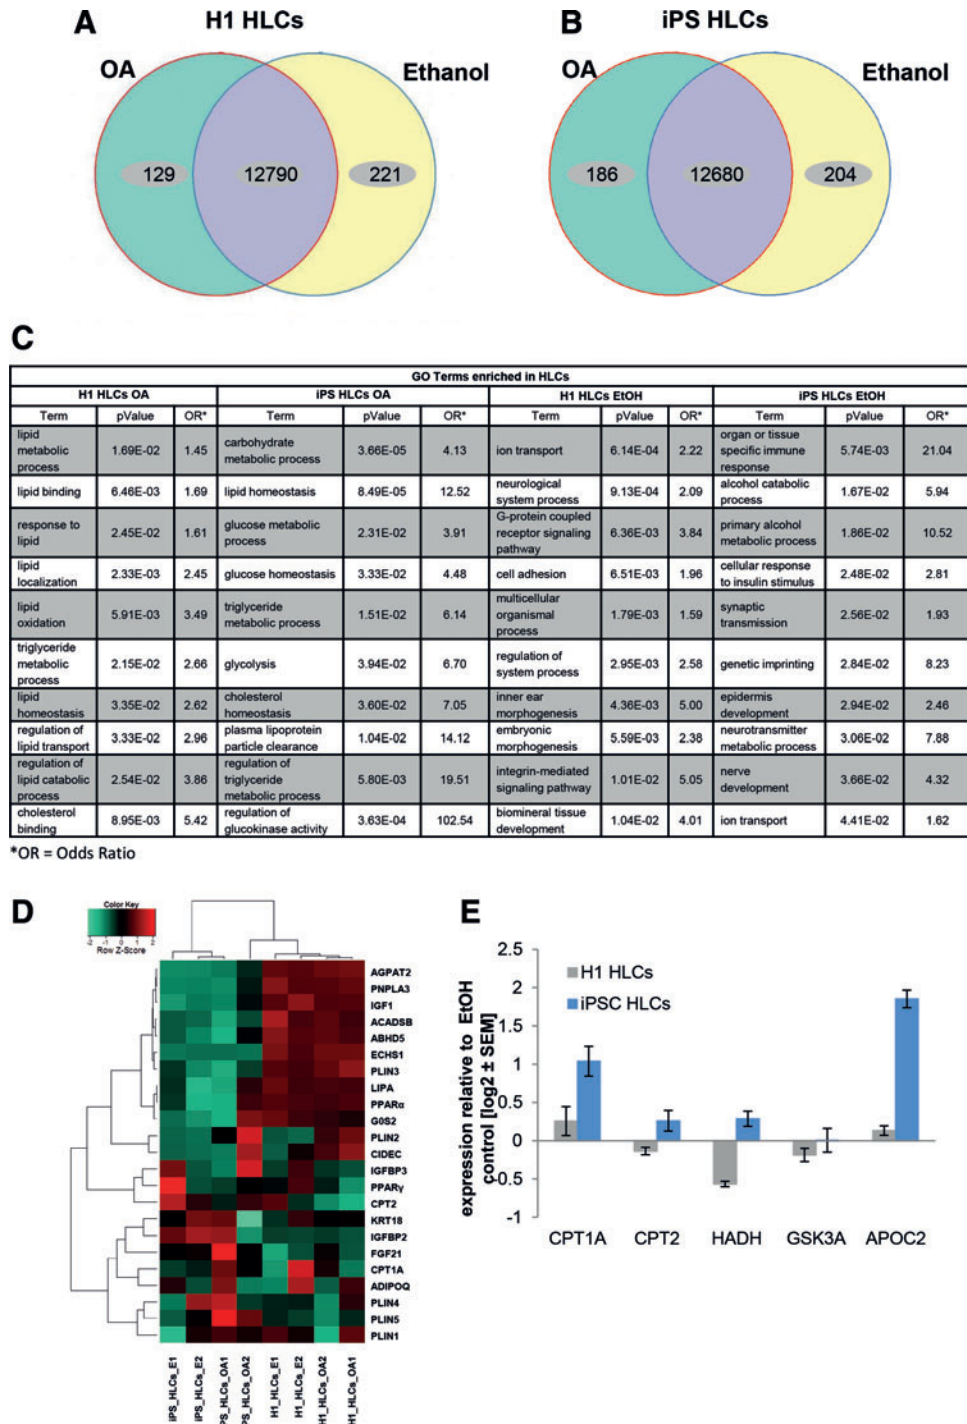 A H1 HLCs
OA
Ethanol
129
12790
221
B iPS HLCs
OA
Ethanol
186
12680
204
C
GO Terms enriched in HLCs
H1 HLCs OA iPS HLCs OA H1 HLCs EtOH iPS HLCs EtOH
Term pValue OR* Term pValue OR* Term pValue OR* Term pValue OR*
lipid metabolic process 1.69E-02 1.45 carbohydrate metabolic process 3.66E-05 4.13 ion transport 6.14E-04 2.22 organ or tissue specific immune response 5.74E-03 21.04
lipid binding 6.46E-03 1.69 lipid homeostasis 8.49E-05 12.52 neurological system process 9.13E-04 2.09 alcohol catabolic process 1.67E-02 5.94
response to lipid 2.45E-02 1.61 glucose metabolic process 2.31E-02 3.91 G-protein coupled receptor signaling pathway 6.36E-03 3.84 primary alcohol metabolic process 1.86E-02 10.52
lipid localization 2.33E-03 2.45 glucose homeostasis 3.33E-02 4.48 cell adhesion 6.51E-03 1.96 cellular response to insulin stimulus 2.48E-02 2.81
lipid oxidation 5.91E-03 3.49 triglyceride metabolic process 1.51E-02 6.14 multicellular organismal process 1.79E-03 1.59 synaptic transmission 2.56E-02 1.93
triglyceride metabolic process 2.15E-02 2.66 glycolysis 3.94E-02 6.70 regulation of system process 2.95E-03 2.58 genetic imprinting 2.84E-02 8.23
lipid homeostasis 3.35E-02 2.62 cholesterol homeostasis 3.60E-02 7.05 inner ear morphogenesis 4.36E-03 5.00 epidermis development 2.94E-02 2.46
regulation of lipid transport 3.33E-02 2.96 plasma lipoprotein particle clearance 1.04E-02 14.12 embryonic morphogenesis 5.59E-03 2.38 neurotransmitter metabolic process 3.06E-02 7.88
regulation of lipid catabolic process 2.54E-02 3.86 regulation of triglyceride metabolic process 5.80E-03 19.51 integrin-mediated signaling pathway 1.01E-02 5.05 nerve development 3.66E-02 4.32
cholesterol binding 8.95E-03 5.42 regulation of glucokinase activity 3.63E-04 102.54 biomineral tissue development 1.04E-02 4.01 ion transport 4.41E-02 1.62
*OR = Odds Ratio
D
Color Key
-2 -1 0 1 2
Row Z-Score
AGPAT2
PNPLA3
IGF1
ACADSB
ABHD5
ECHS1
PLIN3
LIPA
PPARα
G0S2
PLIN2
CIDEC
IGFBP3
PPARγ
CPT2
KRT18
IGFBP2
FGF21
CPT1A
ADIPOQ
PLIN4
PLIN5
PLIN1
iPS_HLCs_E1
iPS_HLCs_E2
PS_HLCs_OA1
PS_HLCs_OA2
H1_HLCs_E1
H1_HLCs_E2
H1_HLCs_OA2
H1_HLCs_OA1
E
expression relative to EtOH
control [log2 ± SEM]
2.5
2
1.5
1
0.5
0
-0.5
-1
H1 HLCs
iPSC HLCs
CPT1A CPT2 HADH GSK3A APOC2